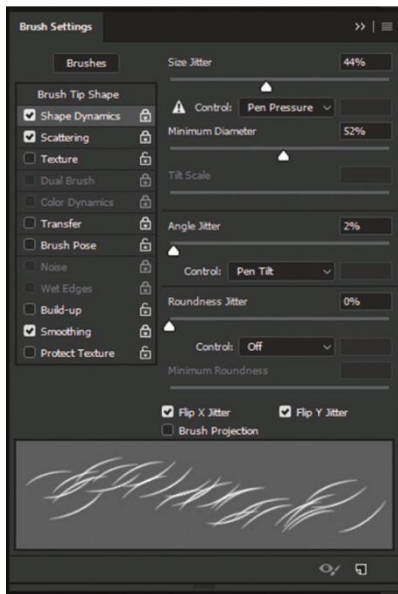 Brush Settings
Brushes
Brush Tip Shape
Shape Dynamics
Scattering
Texture
Dual Brush
Color Dynamics
Transfer
Brush Pose
Noise
Wet Edges
Build-up
Smoothing
Protect Texture
Size Jitter 44%
Control: Pen Pressure
Minimum Diameter 52%
Tilt Scale
Angle Jitter 2%
Control: Pen Tilt
Roundness Jitter 0%
Control: Off
Minimum Roundness
Flip X Jitter Flip Y Jitter
Brush Projection